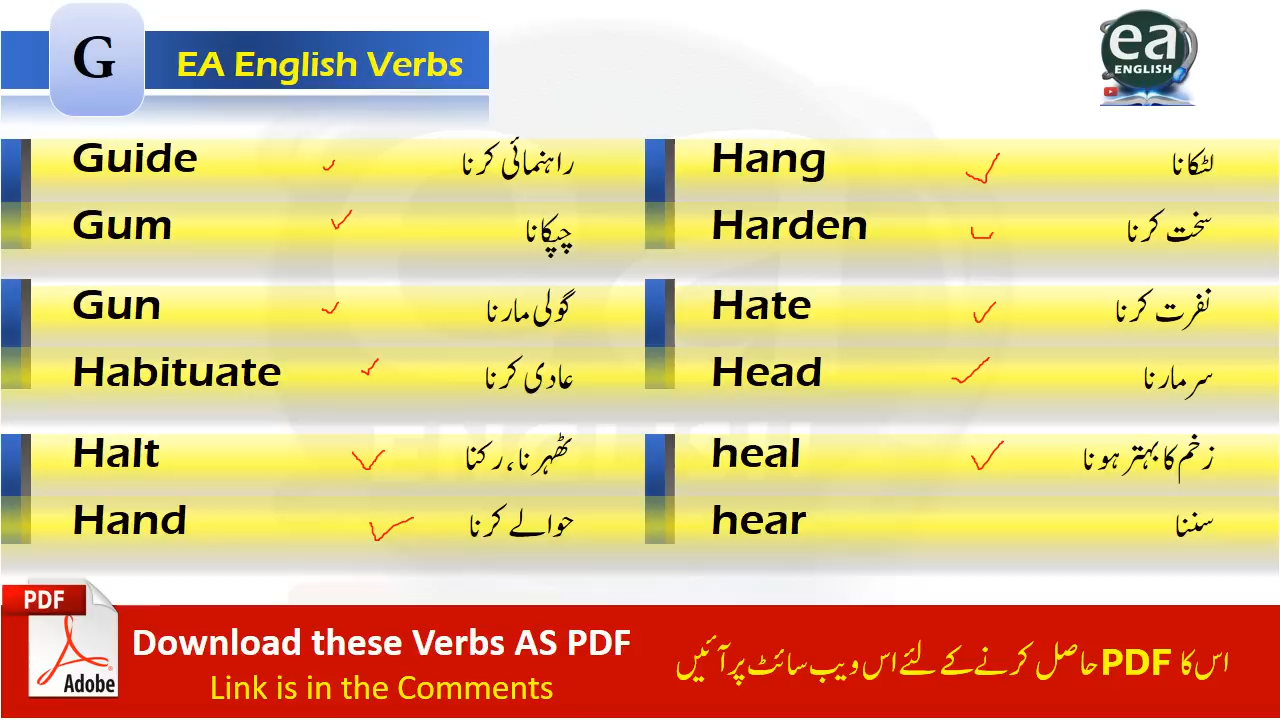 G
EA English Verbs
ea
ENGLISH
Guide راہنمائی کرنا
Gum چپکانا
Gun گولی مارنا
Habituate عادی کرنا
Halt ٹھہرنا، رکنا
Hand حوالے کرنا
Hang لٹکانا
Harden سخت کرنا
Hate نفرت کرنا
Head سر مارنا
heal زخم کا بہتر ہونا
hear سننا
PDF
Adobe
Download these Verbs AS PDF
Link is in the Comments
اس کا PDF حاصل کرنے کے لئے اس ویب سائٹ پر آئیں